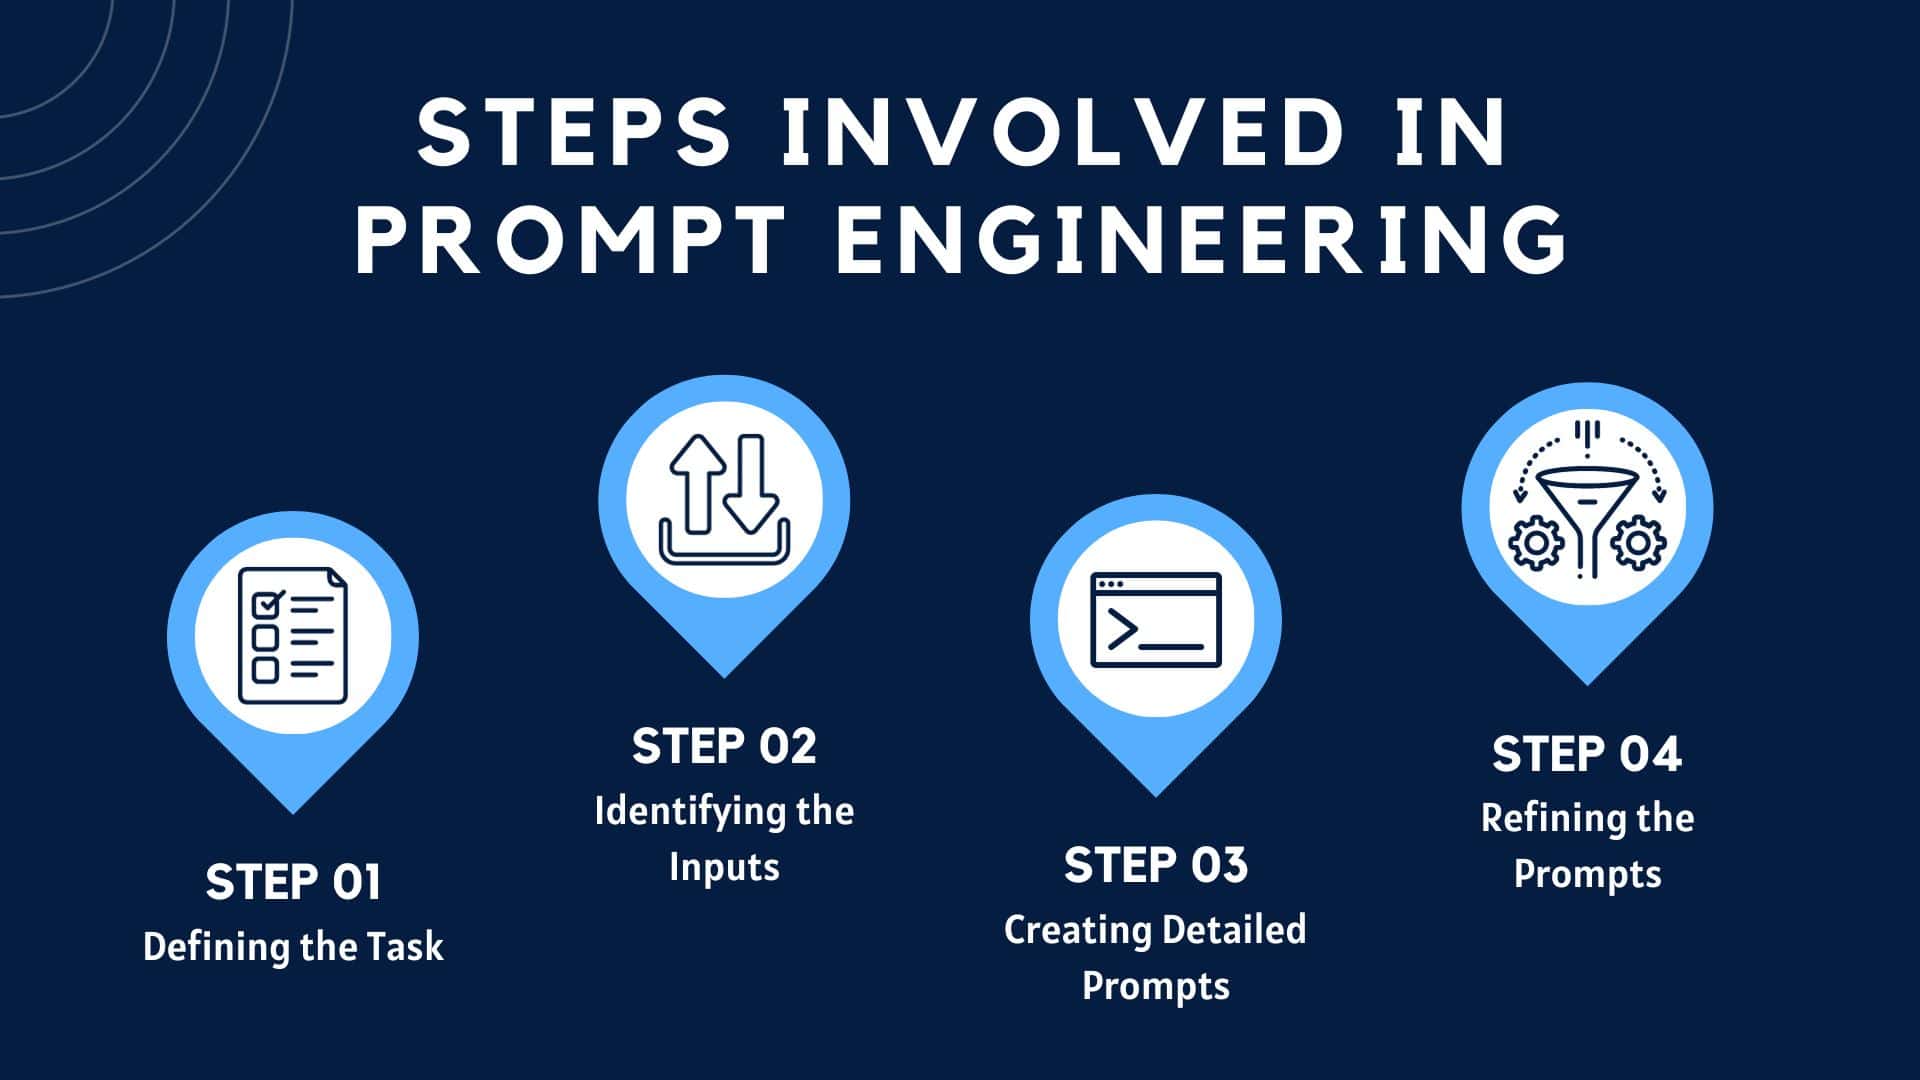 STEPS INVOLVED IN
PROMPT ENGINEERING
STEP 01
Defining the Task
STEP 02
Identifying the
Inputs
STEP 03
Creating Detailed
Prompts
STEP 04
Refining the
Prompts